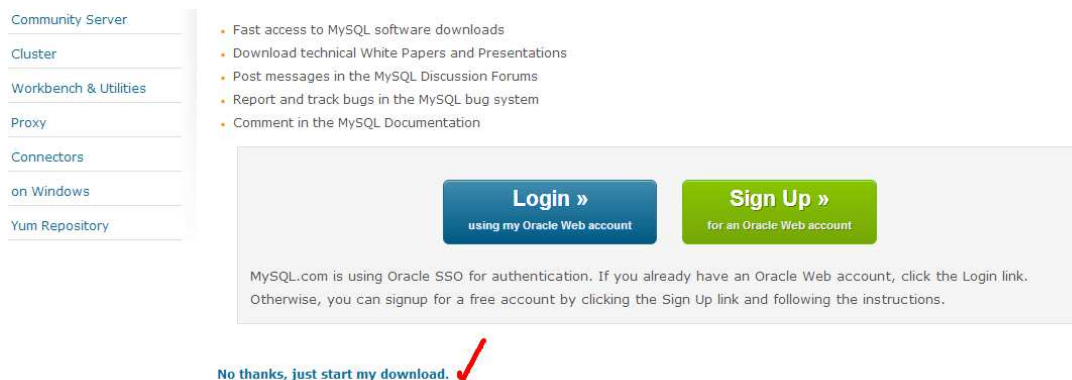 Community Server
Cluster
Workbench & Utilities
Proxy
Connectors
on Windows
Yum Repository
Fast access to MySQL software downloads
Download technical White Papers and Presentations
Post messages in the MySQL Discussion Forums
Report and track bugs in the MySQL bug system
Comment in the MySQL Documentation
Login »
using my Oracle Web account
Sign Up »
for an Oracle Web account
MySQL.com is using Oracle SSO for authentication. If you already have an Oracle Web account, click the Login link.
Otherwise, you can signup for a free account by clicking the Sign Up link and following the instructions.
No thanks, just start my download.